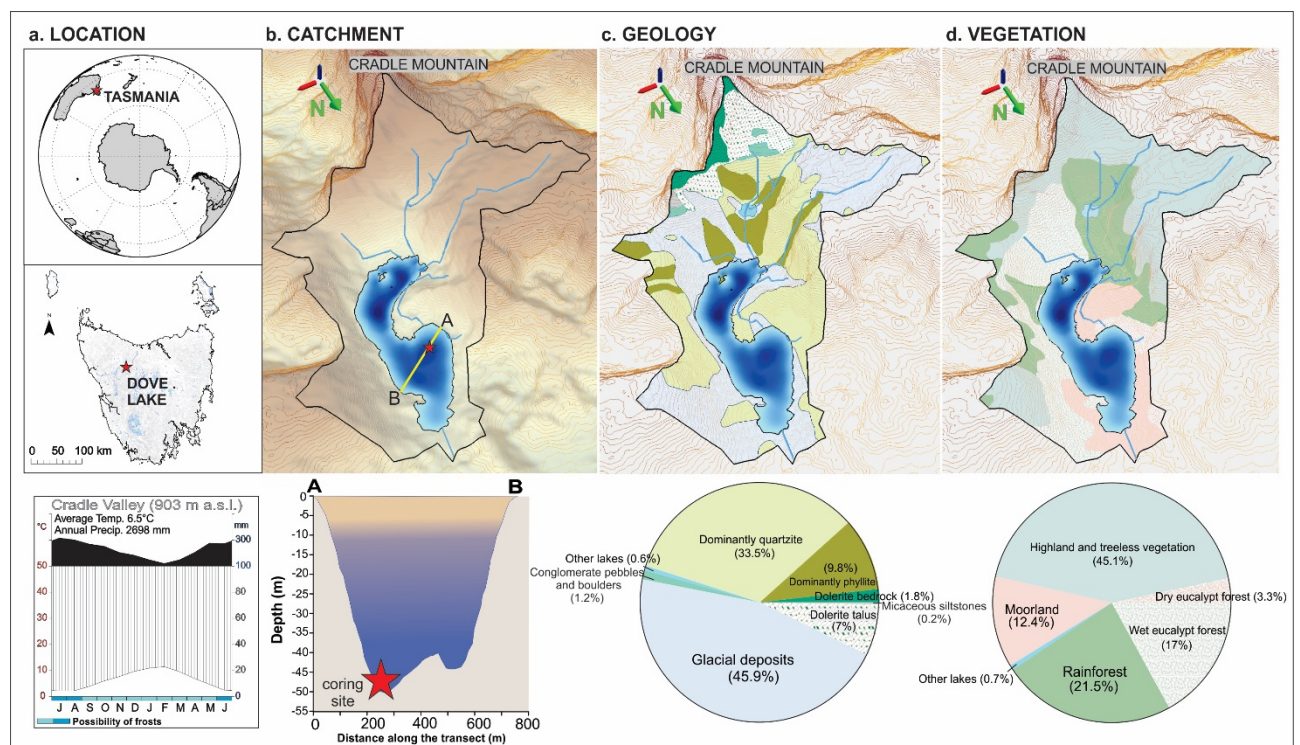 a. LOCATION
b. CATCHMENT
c. GEOLOGY
d. VEGETATION
TASMANIA
N
DOVE
LAKE
0 50 100 km
CRADLE MOUNTAIN
N
A
B
CRADLE MOUNTAIN
N
CRADLE MOUNTAIN
N
Cradle Valley (903 m a.s.l.)
°C
Average Temp. 6.5°C
Annual Precip. 2698 mm
mm
300
100
50
40
30
20
10
0
80
60
40
20
0
J A S O N D J F M A M J
Possibility of frosts
A
B
0
-5
-10
-15
-20
-25
-30
-35
-40
-45
-50
-55
Depth (m)
coring
site
0 200 400 600 800
Distance along the transect (m)
Dominantly quartzite
(33.5%)
(9.8%)
Dominantly phyllite
Dolerite bedrock (1.8%)
Micaceous siltstones
(0.2%)
Dolerite talus
(7%)
Glacial deposits
(45.9%)
Other lakes (0.6%)
Conglomerate pebbles
and boulders
(1.2%)
Highland and treeless vegetation
(45.1%)
Dry eucalypt forest (3.3%)
Wet eucalypt forest
(17%)
Rainforest
(21.5%)
Other lakes (0.7%)
Moorland
(12.4%)